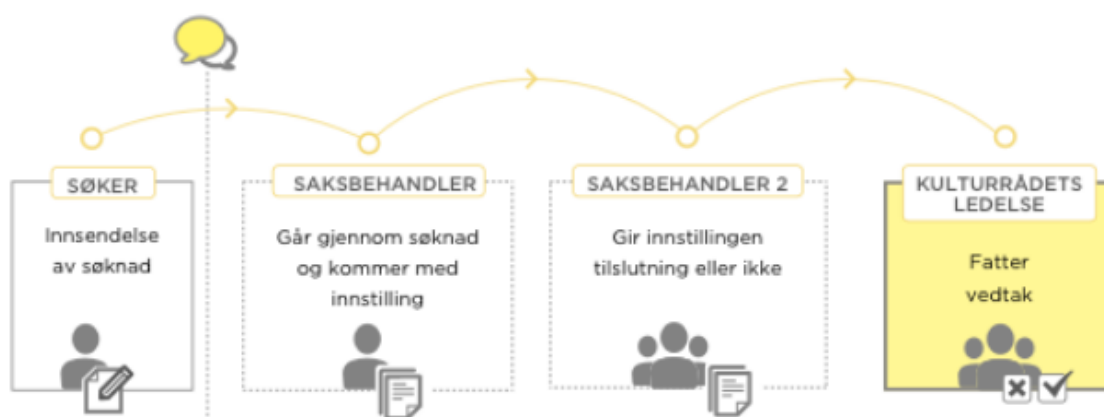 SØKER
Innsendelse
av søknad
SAKSBEHANDLER
Går gjennom søknad
og kommer med
innstilling
SAKSBEHANDLER 2
Gir innstillingen
tilslutning eller ikke
KULTURRÅDETS
LEDELSE
Fatter
vedtak